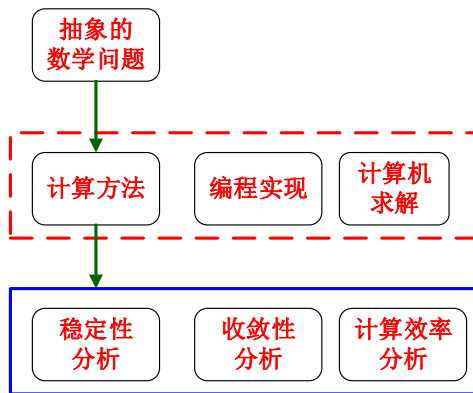 抽象的
数学问题
计算方法
编程实现
计算机
求解
稳定性
分析
收敛性
分析
计算效率
分析